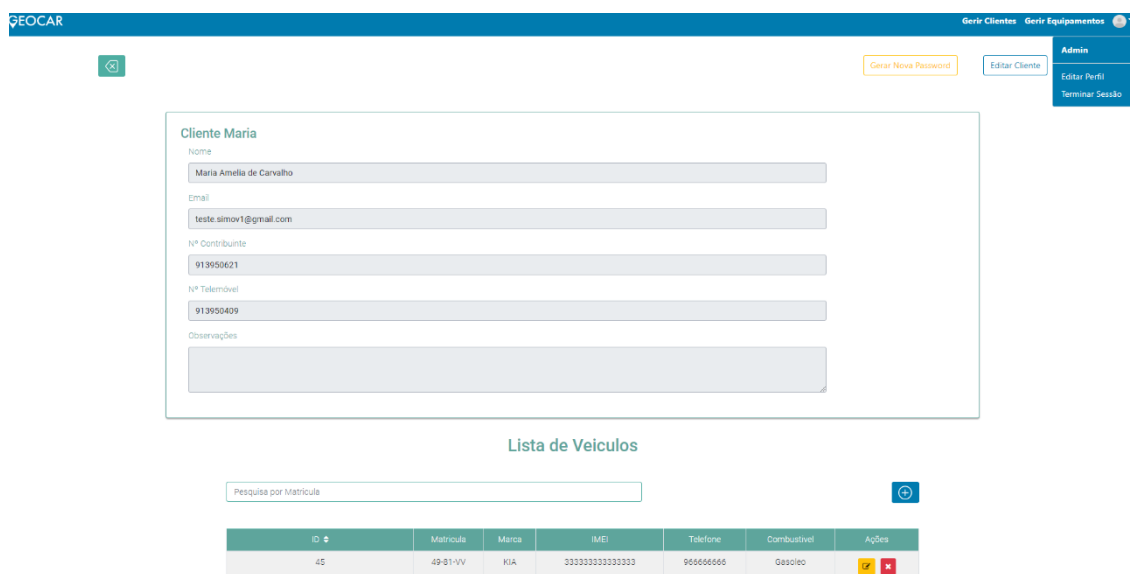 GEOCAR
Gerir Clientes Gerir Equipamentos
Admin
Editar Perfil
Terminar Sessão
Gerar Nova Password
Editar Cliente
Cliente Maria
Nome
Maria Amelia de Carvalho
Email
teste.simov1@gmail.com
Nº Contribuinte
913950621
Nº Telemóvel
913950409
Observações
Lista de Veiculos
Pesquisa por Matricula
ID Matricula Marca IMEI Telefone Combustivel Ações
45 49-81-VV KIA 333333333333333 966666666 Gasoleo